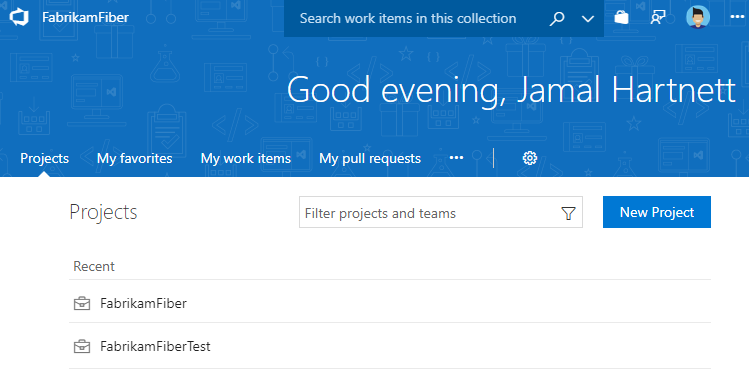 FabrikamFiber
Search work items in this collection
Good evening, Jamal Hartnett
Projects My favorites My work items My pull requests
Projects
Filter projects and teams
New Project
Recent
FabrikamFiber
FabrikamFiberTest